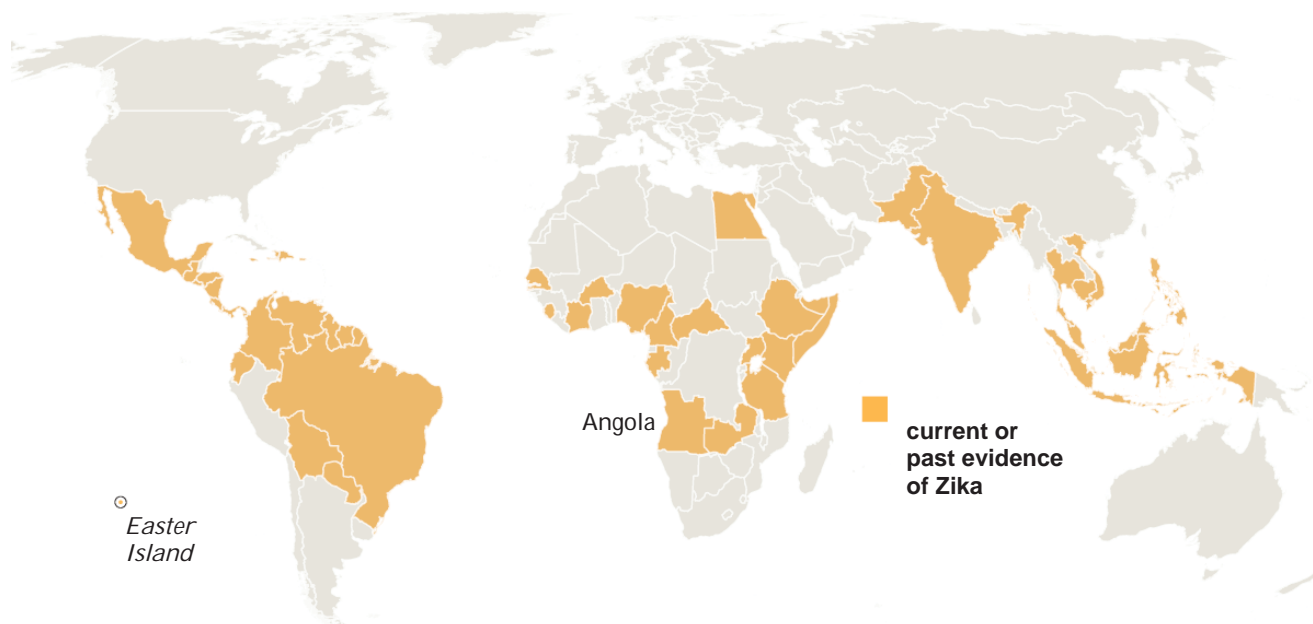 Angola
current or
past evidence
of Zika
Easter
Island